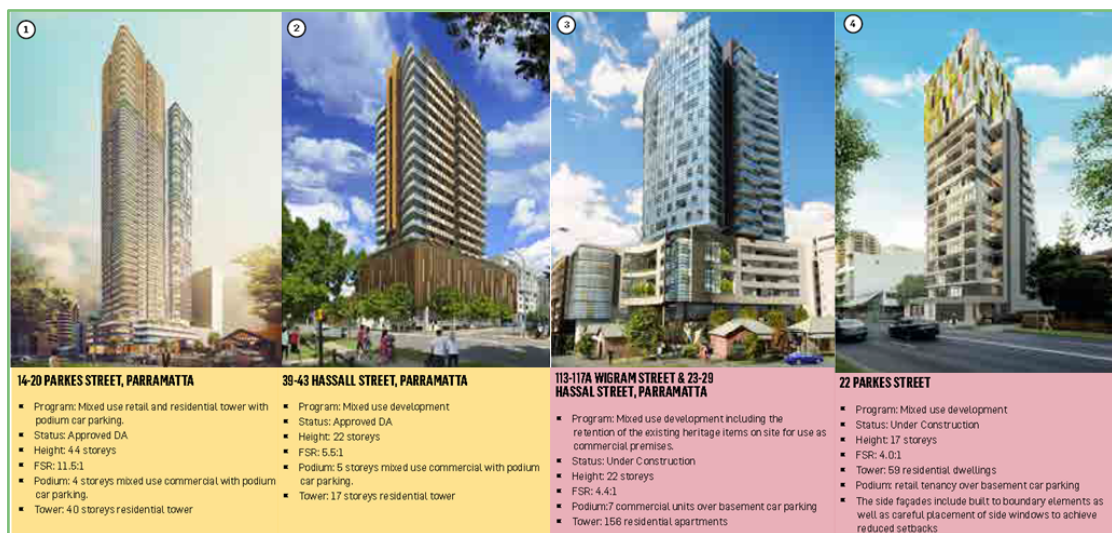 1
14-20 PARKES STREET, PARRAMATTA
▪ Program: Mixed use retail and residential tower with
podium car parking.
▪ Status: Approved DA
▪ Height: 44 storeys
▪ FSR: 11.5:1
▪ Podium: 4 storeys mixed use commercial with podium
car parking.
▪ Tower: 40 storeys residential tower
2
39-43 HASSALL STREET, PARRAMATTA
▪ Program: Mixed use development
▪ Status: Approved DA
▪ Height: 22 storeys
▪ FSR: 5.5:1
▪ Podium: 5 storeys mixed use commercial with podium
car parking.
▪ Tower: 17 storeys residential tower
3
113-117A WIGRAM STREET & 23-29
HASSAL STREET, PARRAMATTA
▪ Program: Mixed use development including the
retention of the existing heritage items on site for use as
commercial premises.
▪ Status: Under Construction
▪ Height: 22 storeys
▪ FSR: 4.4:1
▪ Podium:7 commercial units over basement car parking
▪ Tower: 156 residential apartments
4
22 PARKES STREET
▪ Program: Mixed use development
▪ Status: Under Construction
▪ Height: 17 storeys
▪ FSR: 4.0:1
▪ Tower: 59 residential dwellings
▪ Podium: retail tenancy over basement car parking
▪ The side façades include built to boundary elements as
well as careful placement of side windows to achieve
reduced setbacks